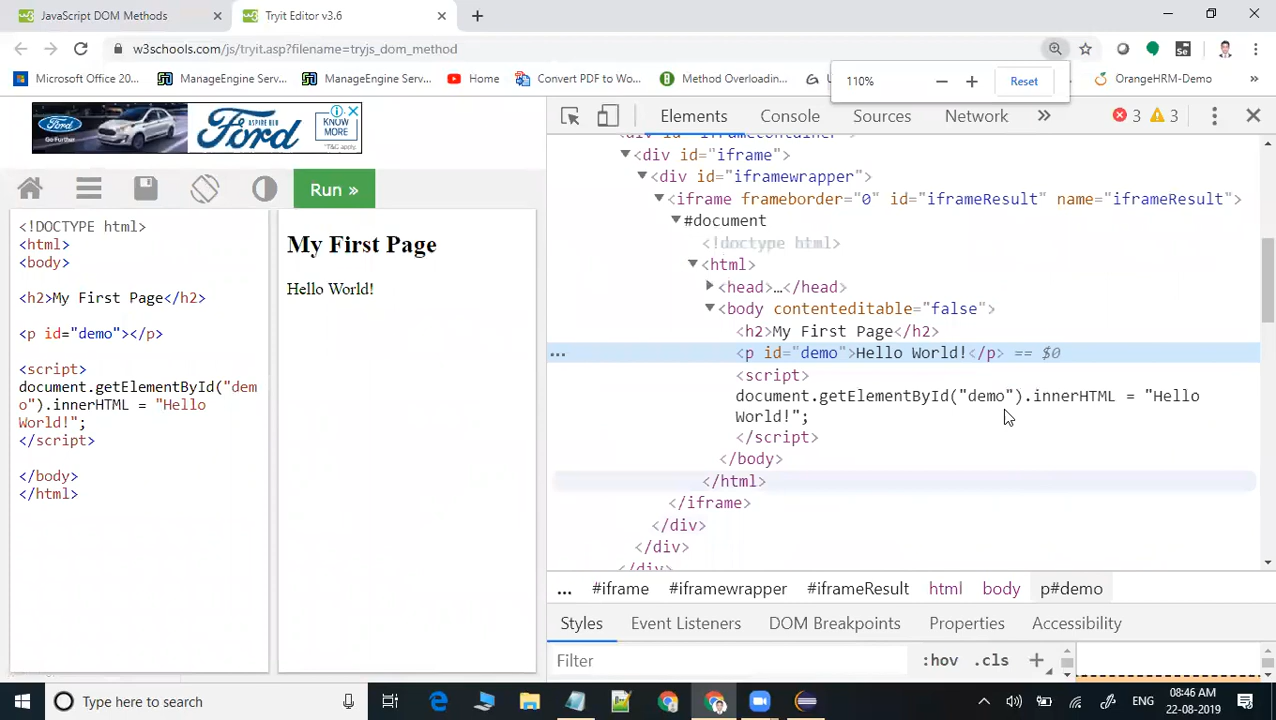 JavaScript DOM Methods
Tryit Editor v3.6
w3schools.com/js/tryit.asp?filename=tryjs_dom_method
Microsoft Office 20...
ManageEngine Serv...
ManageEngine Serv...
Home
Convert PDF to Wo...
Method Overloading...
OrangeHRM-Demo
110%
Reset
Ford
Go Further
ASPIRE
Ford
KNOW
MORE
*T&C apply.
Run »
<!DOCTYPE html>
<html>
<body>
<h2>My First Page</h2>
<p id="demo"></p>
<script>
document.getElementById("dem
o").innerHTML = "Hello
World!";
</script>
</body>
</html>
My First Page
Hello World!
Elements
Console
Sources
Network
3
3
<div id="iframe">
<div id="iframewrapper">
<iframe frameborder="0" id="iframeResult" name="iframeResult">
#document
<!doctype html>
<html>
<head>…</head>
<body contenteditable="false">
<h2>My First Page</h2>
... <p id="demo">Hello World!</p> == $0
<script>
document.getElementById("demo").innerHTML = "Hello
World!";
</script>
</body>
</html>
</iframe>
</div>
</div>
... #iframe #iframewrapper #iframeResult html body p#demo
Styles Event Listeners DOM Breakpoints Properties Accessibility
Filter
:hov .cls
Type here to search
ENG
08:46 AM
22-08-2019